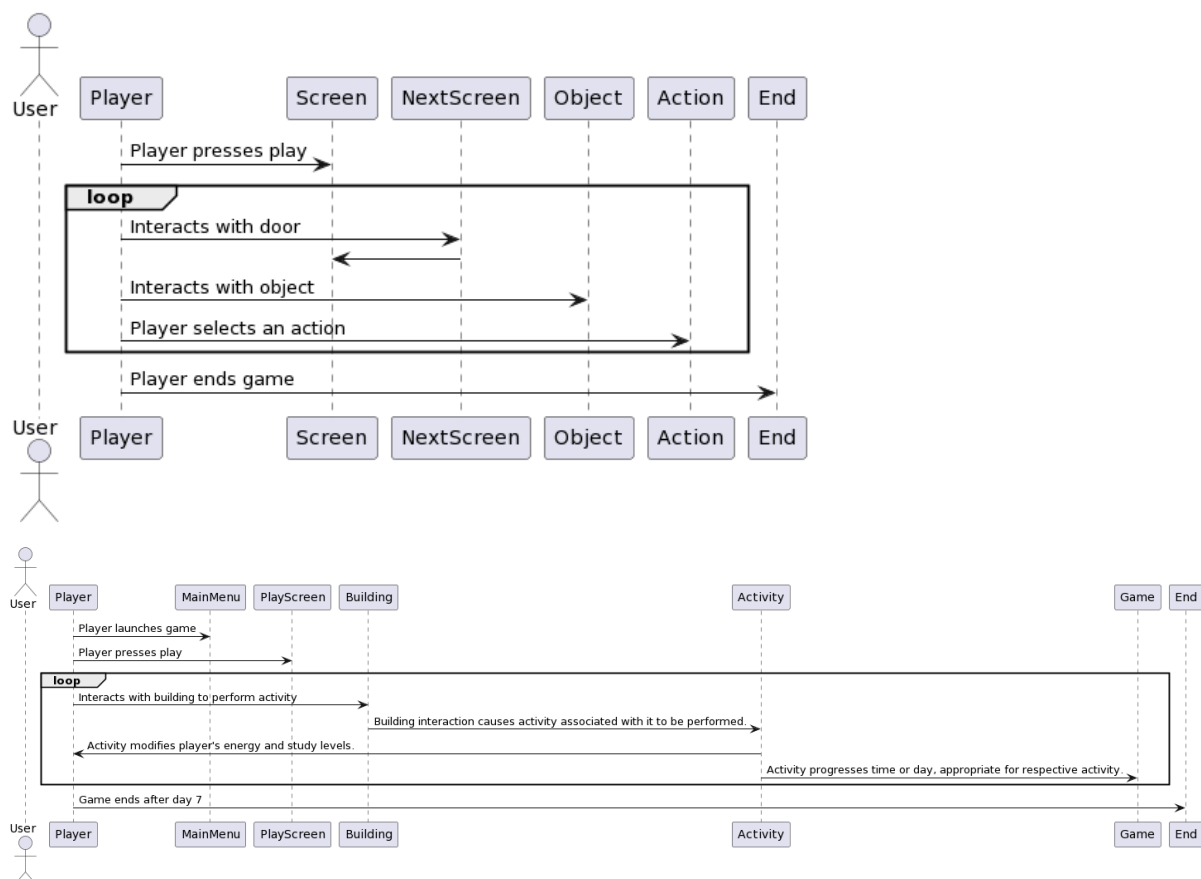 User
Player
Screen
NextScreen
Object
Action
End
Player presses play
loop
Interacts with door
Interacts with object
Player selects an action
Player ends game
User
Player
Screen
NextScreen
Object
Action
End
User
Player
MainMenu
PlayScreen
Building
Activity
Game
End
Player launches game
Player presses play
loop
Interacts with building to perform activity
Building interaction causes activity associated with it to be performed.
Activity modifies player's energy and study levels.
Activity progresses time or day, appropriate for respective activity.
Game ends after day 7
User
Player
MainMenu
PlayScreen
Building
Activity
Game
End